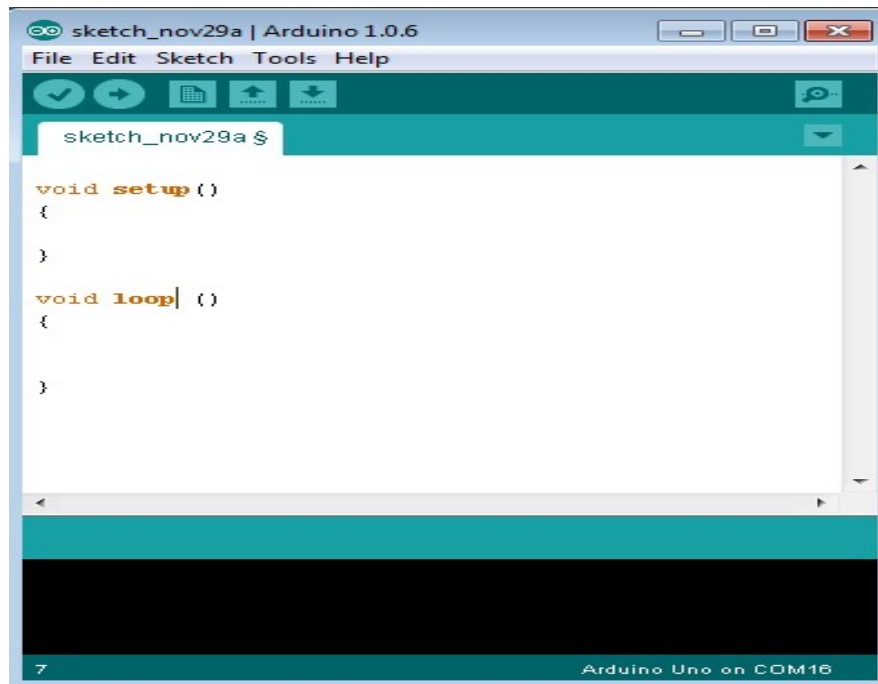 sketch_nov29a | Arduino 1.0.6
File Edit Sketch Tools Help
sketch_nov29a §
void setup()
{
}
void loop ()
{
}
7 Arduino Uno on COM16